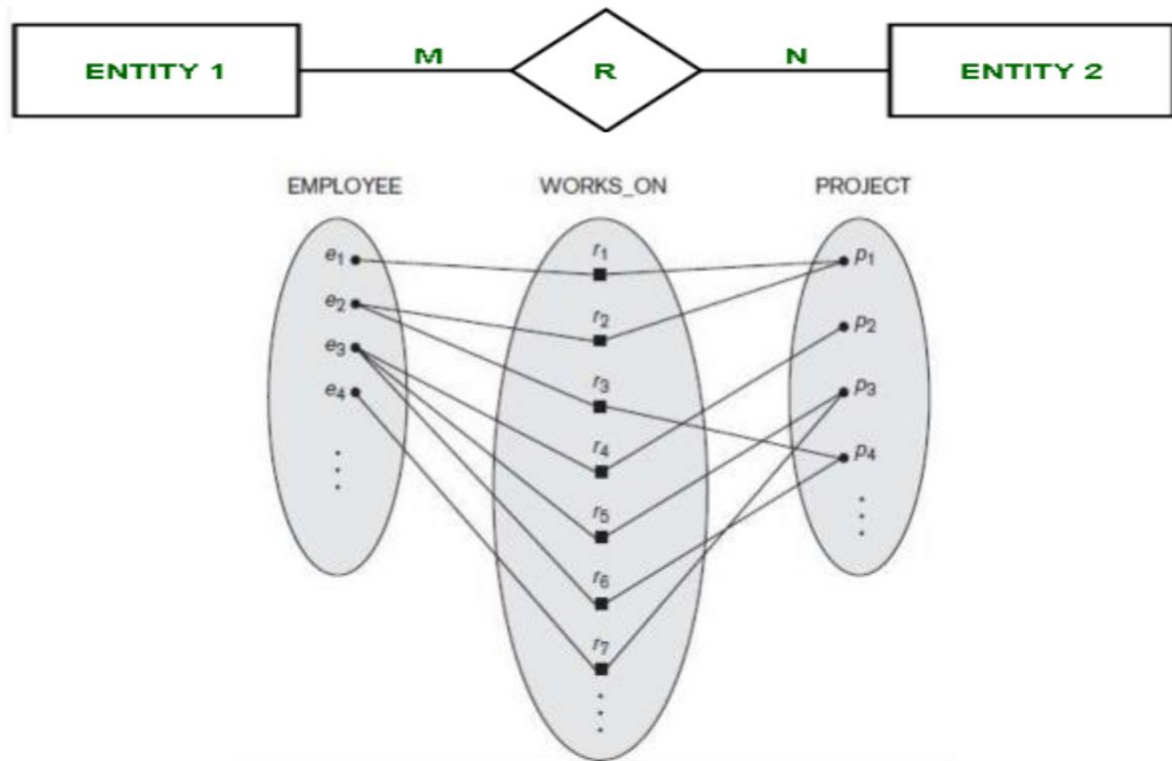 ENTITY 1
M
R
N
ENTITY 2
EMPLOYEE
WORKS_ON
PROJECT
e1
e2
e3
e4
r1
r2
r3
r4
r5
r6
r7
p1
p2
p3
p4